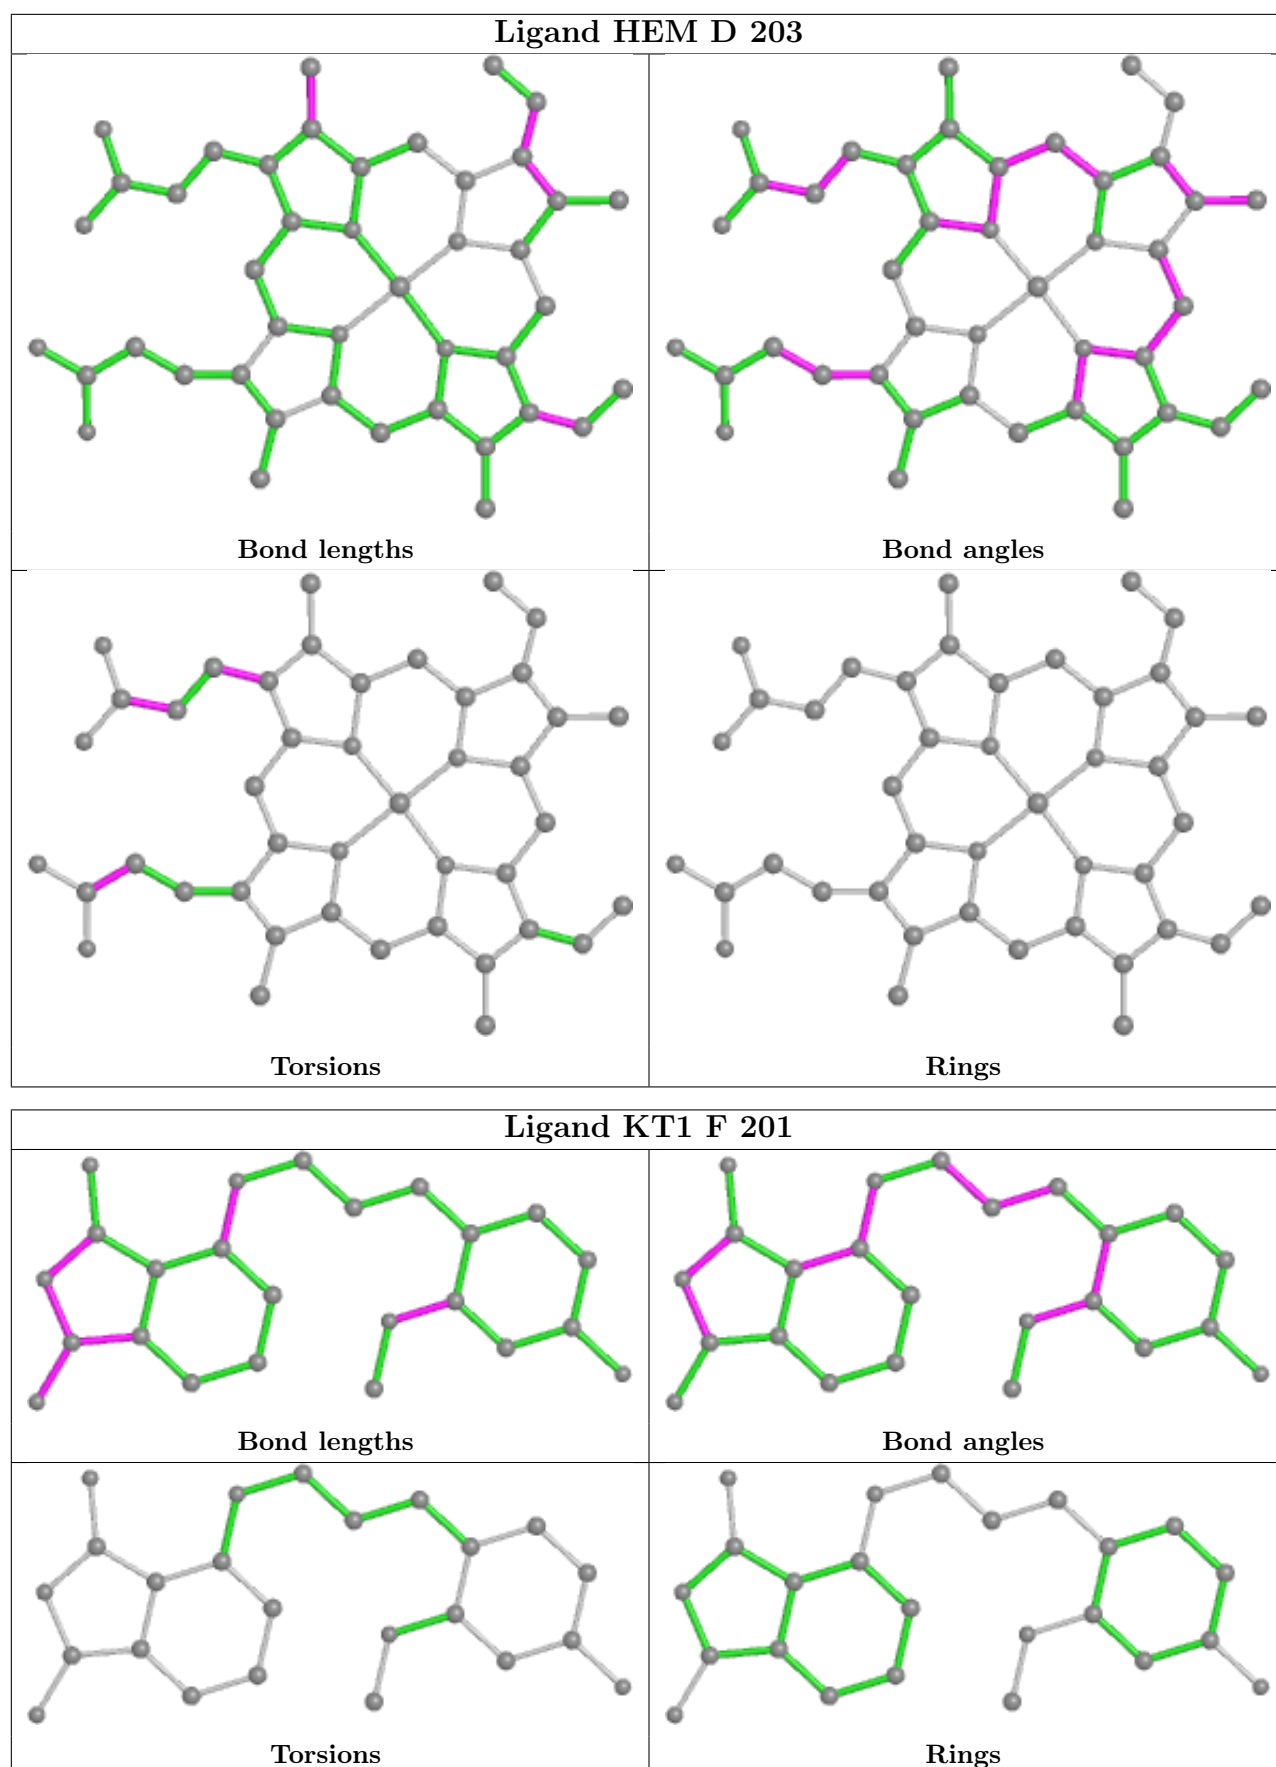 Ligand HEM D 203
Bond lengths
Bond angles
Torsions
Rings
Ligand KT1 F 201
Bond lengths
Bond angles
Torsions
Rings